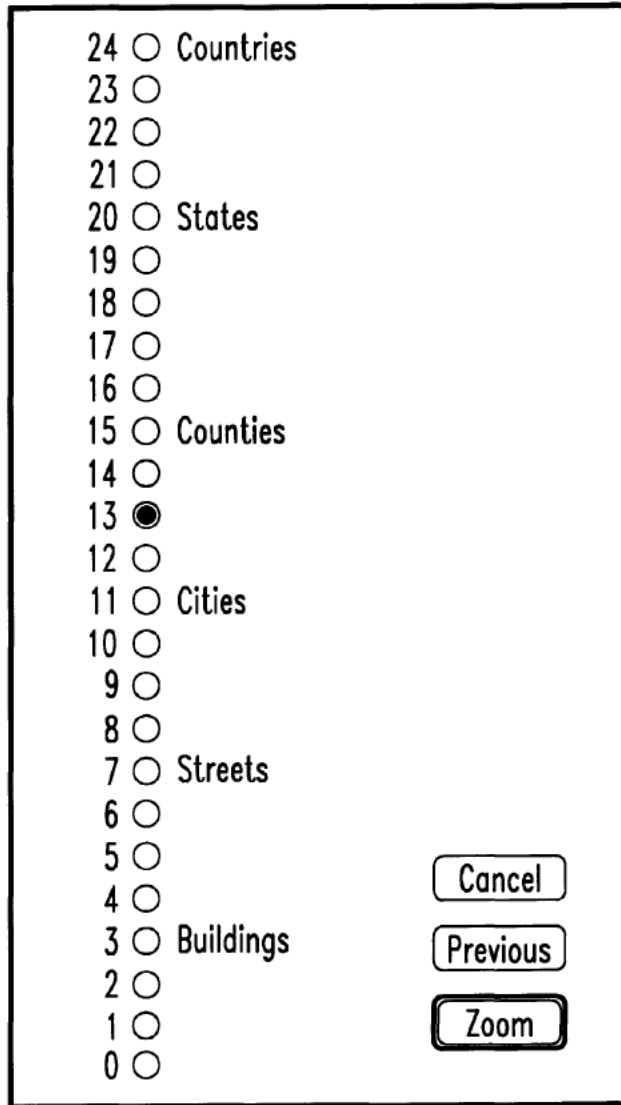 24 Countries
23
22
21
20 States
19
18
17
16
15 Counties
14
13
12
11 Cities
10
9
8
7 Streets
6
5
4
Cancel
3 Buildings
Previous
2
1
Zoom
0